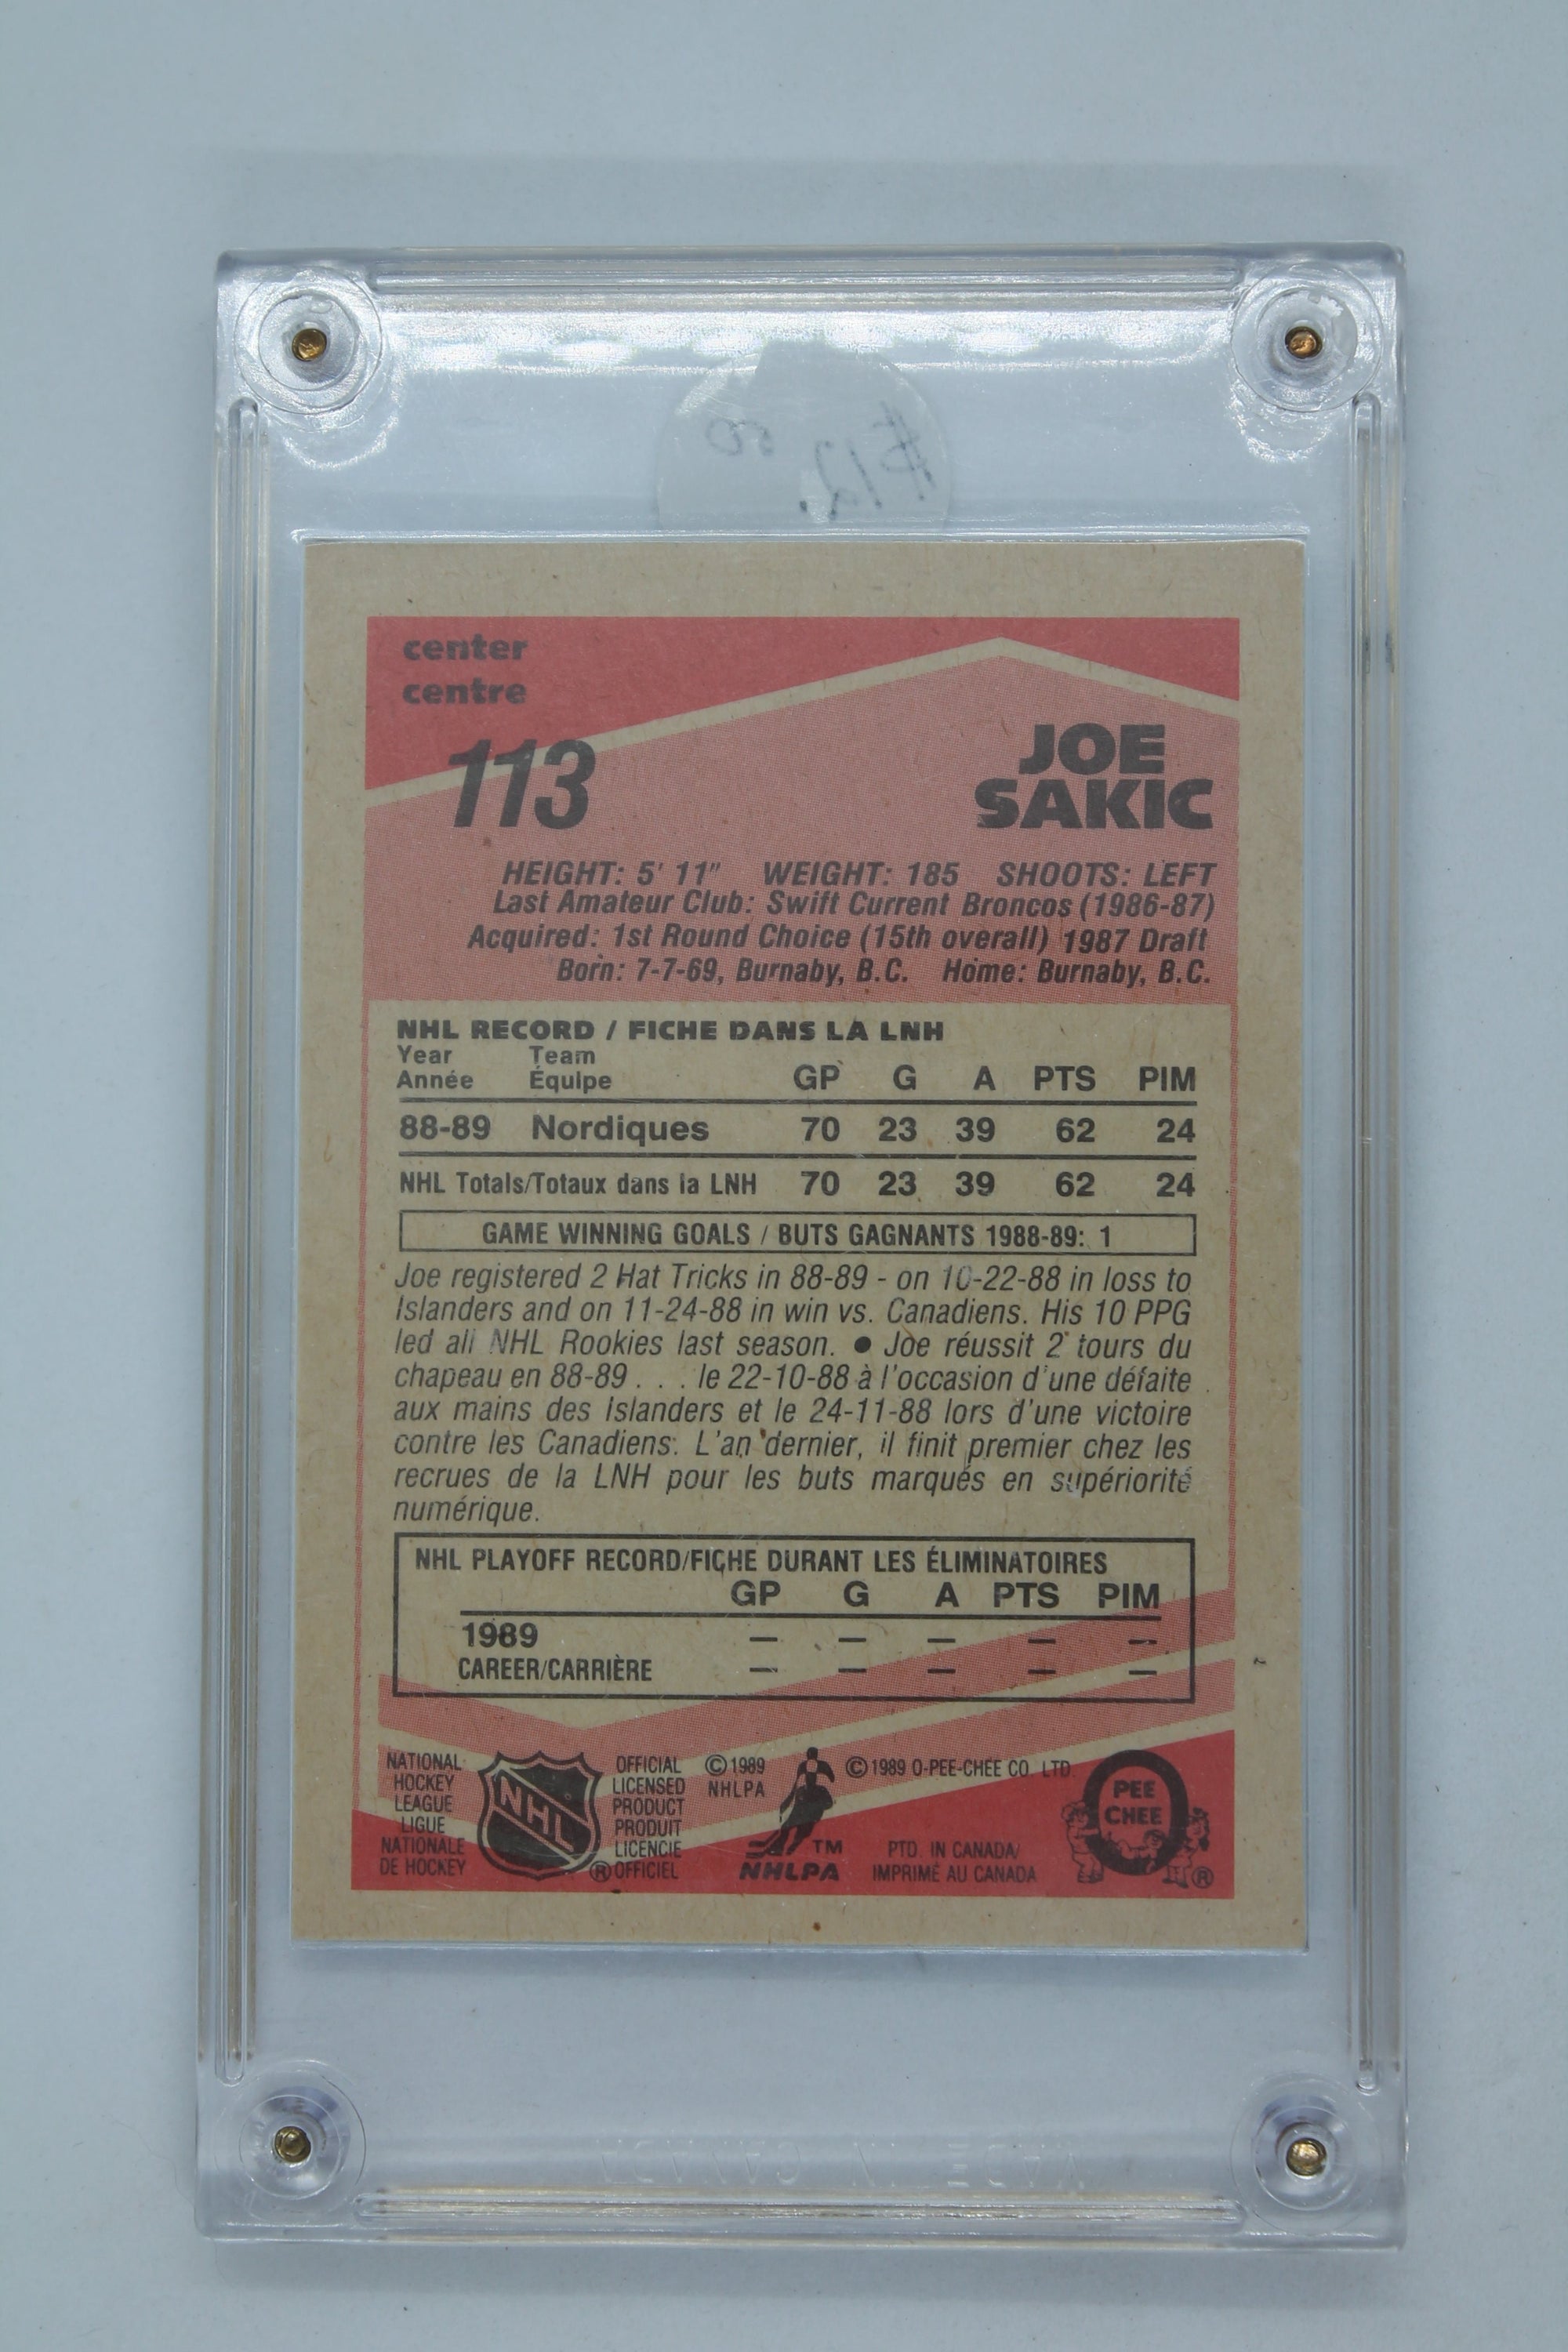 $12.50
center
centre
113
JOE
SAKIC
HEIGHT: 5' 11" WEIGHT: 185 SHOOTS: LEFT
Last Amateur Club: Swift Current Broncos (1986-87)
Acquired: 1st Round Choice (15th overall) 1987 Draft
Born: 7-7-69, Burnaby, B.C. Home: Burnaby, B.C.
NHL RECORD / FICHE DANS LA LNH
Year Team
Année Équipe GP G A PTS PIM
88-89 Nordiques 70 23 39 62 24
NHL Totals/Totaux dans la LNH 70 23 39 62 24
GAME WINNING GOALS / BUTS GAGNANTS 1988-89: 1
Joe registered 2 Hat Tricks in 88-89 - on 10-22-88 in loss to
Islanders and on 11-24-88 in win vs. Canadiens. His 10 PPG
led all NHL Rookies last season. ● Joe réussit 2 tours du
chapeau en 88-89 . . . le 22-10-88 à l'occasion d'une défaite
aux mains des Islanders et le 24-11-88 lors d'une victoire
contre les Canadiens. L'an dernier, il finit premier chez les
recrues de la LNH pour les buts marqués en supériorité
numérique.
NHL PLAYOFF RECORD/FICHE DURANT LES ÉLIMINATOIRES
GP G A PTS PIM
1989 — — — — —
CAREER/CARRIÈRE — — — — —
NATIONAL
HOCKEY
LEAGUE
LIGUE
NATIONALE
DE HOCKEY
NHL
®
OFFICIAL
LICENSED
PRODUCT
PRODUIT
LICENCIE
OFFICIEL
©1989
NHLPA
TM
NHLPA
©1989 O-PEE-CHEE CO. LTD.
PTD. IN CANADA/
IMPRIMÉ AU CANADA
O
PEE
CHEE
®
MADE IN CANADA